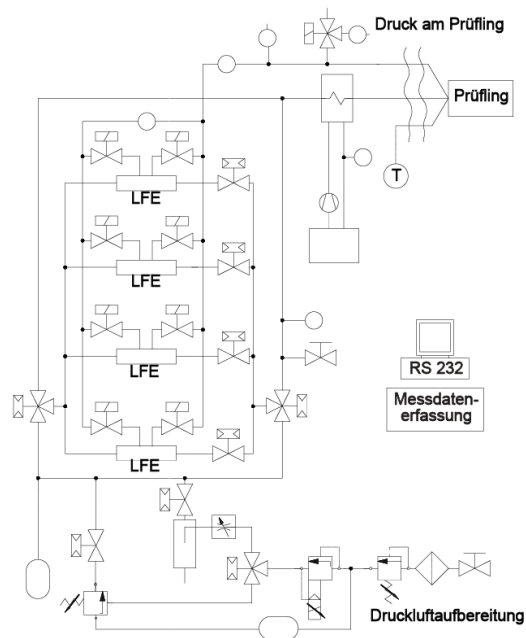 Druck am Prüfling
Prüfling
T
LFE
LFE
LFE
LFE
RS 232
Messdaten-
erfassung
Druckluftaufbereitung